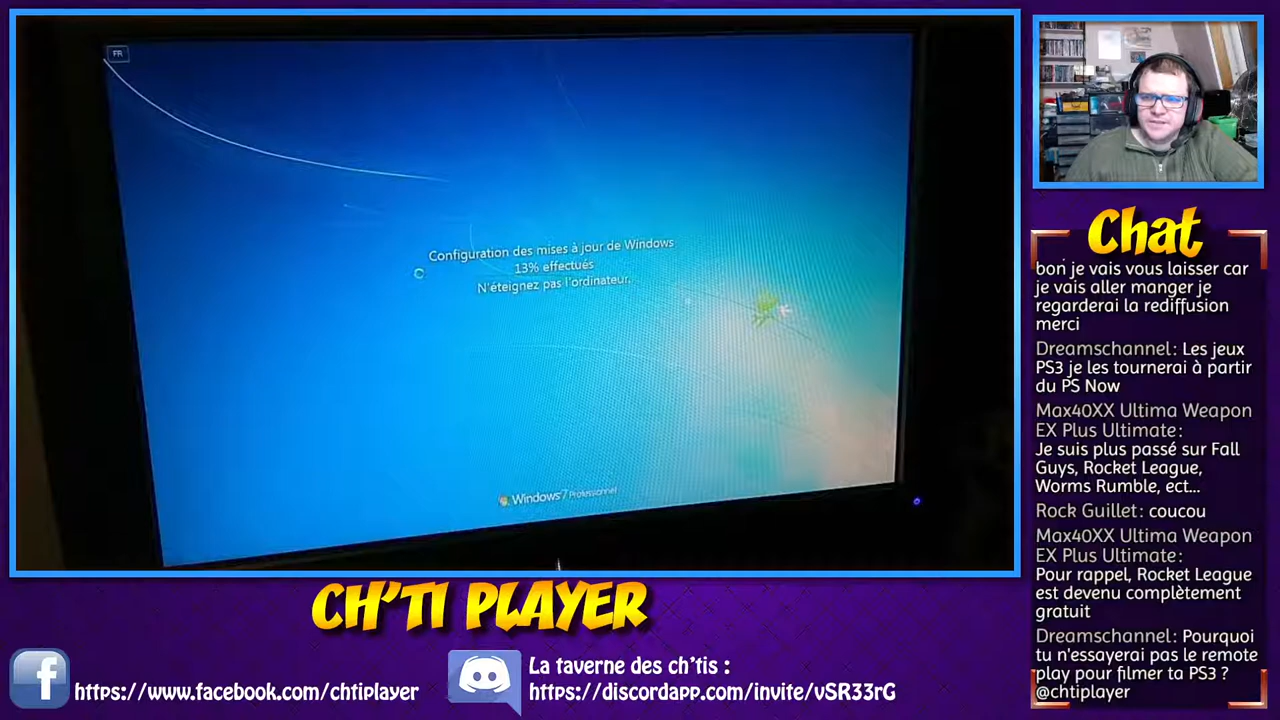 FR
Configuration des mises à jour de Windows
13% effectués
N'éteignez pas l'ordinateur.
Windows 7 Professionnel
Chat
bon je vais vous laisser car
je vais aller manger je
regarderai la rediffusion
merci
Dreamschannel: Les jeux
PS3 je les tournerai à partir
du PS Now
Max40XX Ultima Weapon
EX Plus Ultimate:
Je suis plus passé sur Fall
Guys, Rocket League,
Worms Rumble, ect...
Rock Guillet: coucou
Max40XX Ultima Weapon
EX Plus Ultimate:
Pour rappel, Rocket League
est devenu complètement
gratuit
Dreamschannel: Pourquoi
tu n'essayerai pas le remote
play pour filmer ta PS3 ?
@chtiplayer
CH'TI PLAYER
https://www.facebook.com/chtiplayer
La taverne des ch'tis :
https://discordapp.com/invite/vSR33rG